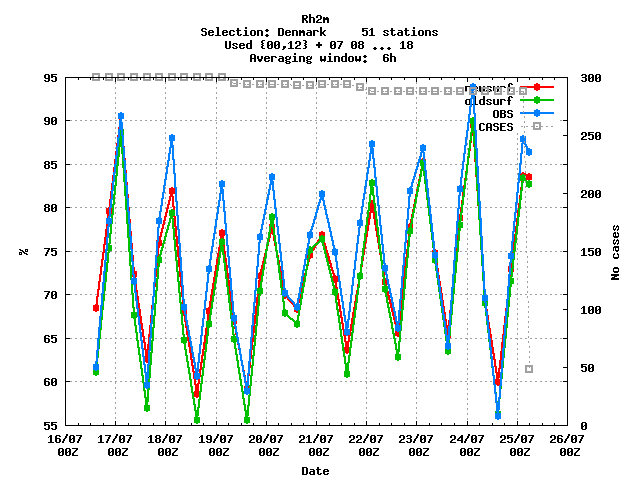 Rh2m
Selection: Denmark     51 stations
Used {00,12} + 07 08 ... 18
Averaging window:  6h
newsurf
oldsurf
OBS
CASES
95
90
85
80
75
70
65
60
55
%
300
250
200
150
100
50
0
No cases
16/07 17/07 18/07 19/07 20/07 21/07 22/07 23/07 24/07 25/07 26/07
00Z 00Z 00Z 00Z 00Z 00Z 00Z 00Z 00Z 00Z 00Z
Date